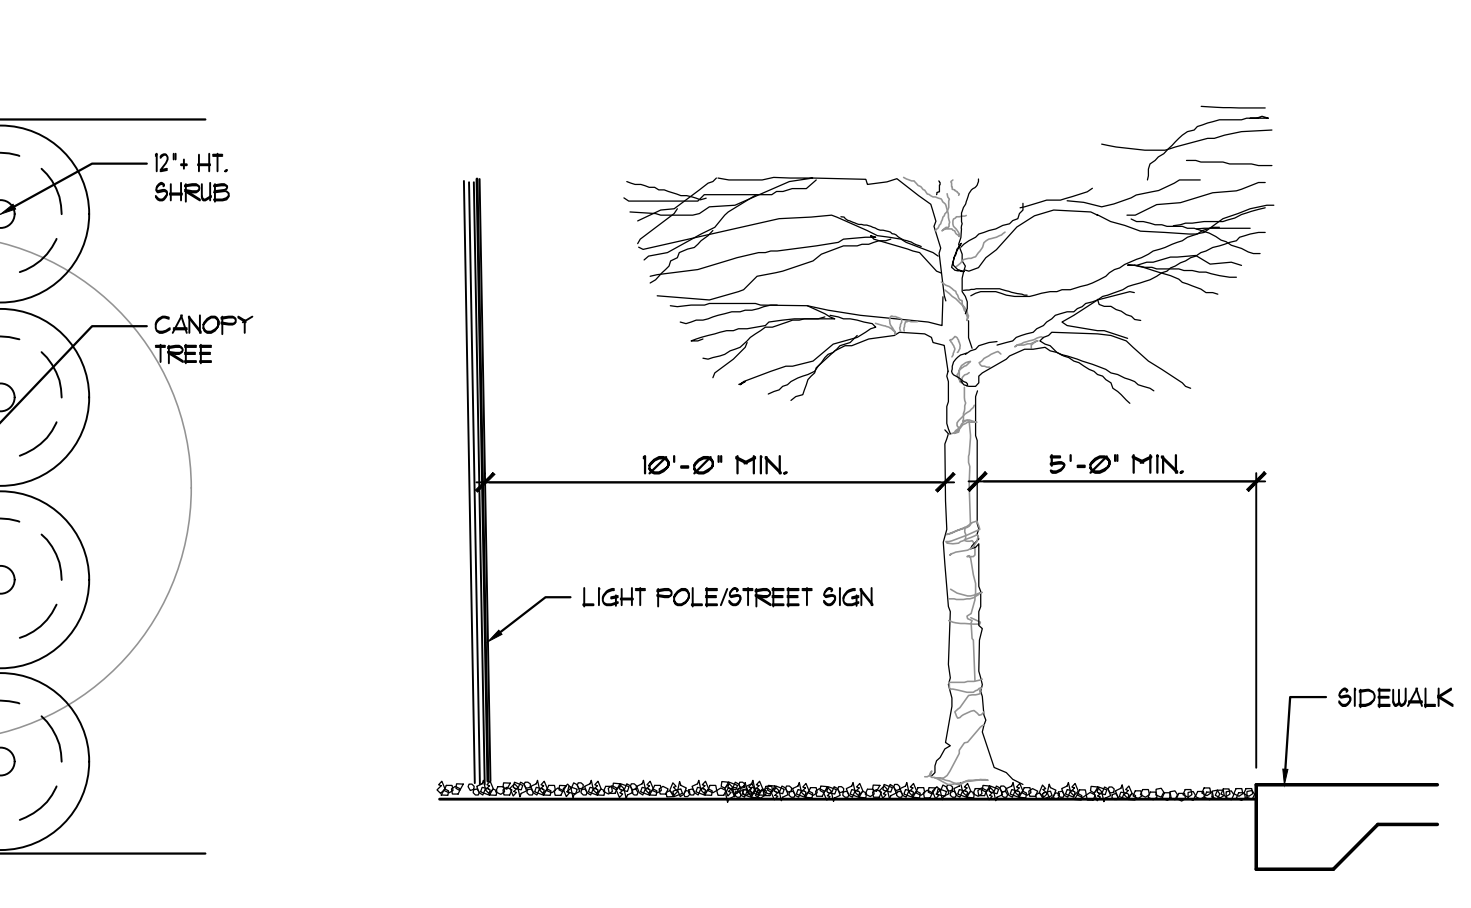 12"+ HT.
SHRUB
CANOPY
TREE
10'-0" MIN.
5'-0" MIN.
LIGHT POLE/STREET SIGN
SIDEWALK